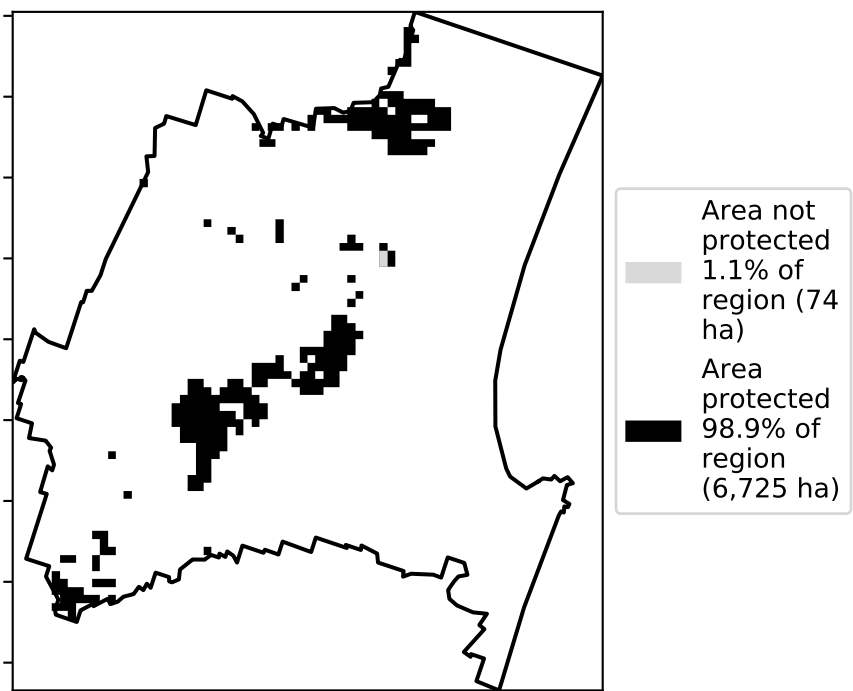 Area not
protected
1.1% of
region (74
ha)
Area
protected
98.9% of
region
(6,725 ha)